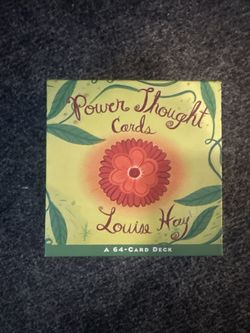 Power Thought
Cards
Louise Hay
A 64-Card Deck